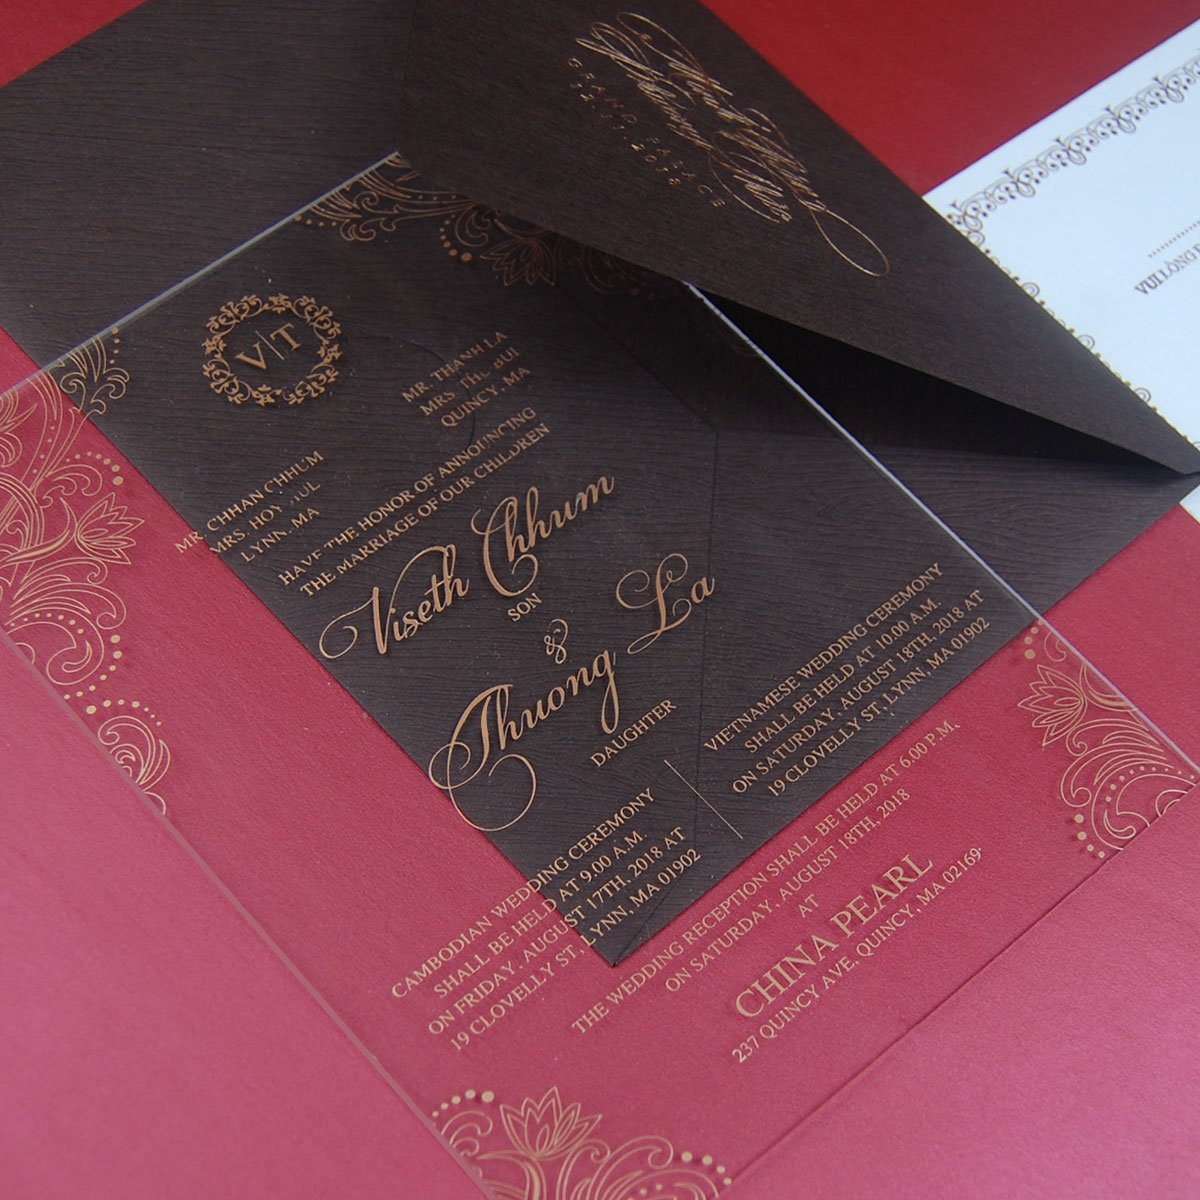 GRAND PALACE
12.11.2018
VUI LÒNG
V|T
MR. CHHAN CHHUM
MRS. HOY
LYNN, MA
MR. THANH LA
MRS. THU BUI
QUINCY, MA
HAVE THE HONOR OF ANNOUNCING
THE MARRIAGE OF OUR CHILDREN
Viseth Chhum
SON
&
Thuong La
DAUGHTER
CAMBODIAN WEDDING CEREMONY
SHALL BE HELD AT 9.00 A.M.
ON FRIDAY, AUGUST 17TH, 2018 AT
19 CLOVELLY ST, LYNN, MA 01902
VIETNAMESE WEDDING CEREMONY
SHALL BE HELD AT 10.00 A.M.
ON SATURDAY, AUGUST 18TH, 2018 AT
19 CLOVELLY ST, LYNN, MA 01902
THE WEDDING RECEPTION SHALL BE HELD AT 6.00 P.M.
ON SATURDAY, AUGUST 18TH, 2018
AT
CHINA PEARL
237 QUINCY AVE, QUINCY, MA 02169